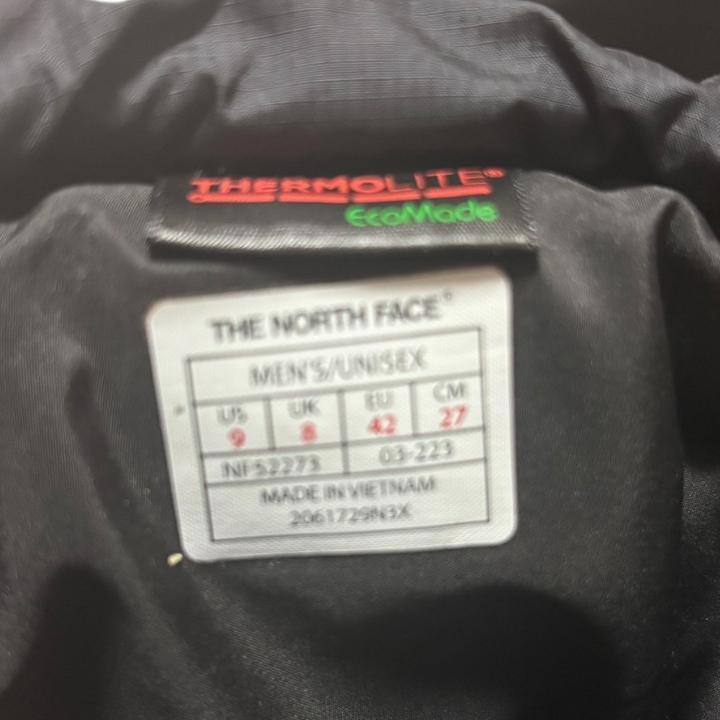 THERMOLITE®
EcoMade
THE NORTH FACE®
MEN'S/UNISEX
US UK EU CM
9 8 42 27
NF52273 03-223
MADE IN VIETNAM
2061729N3X